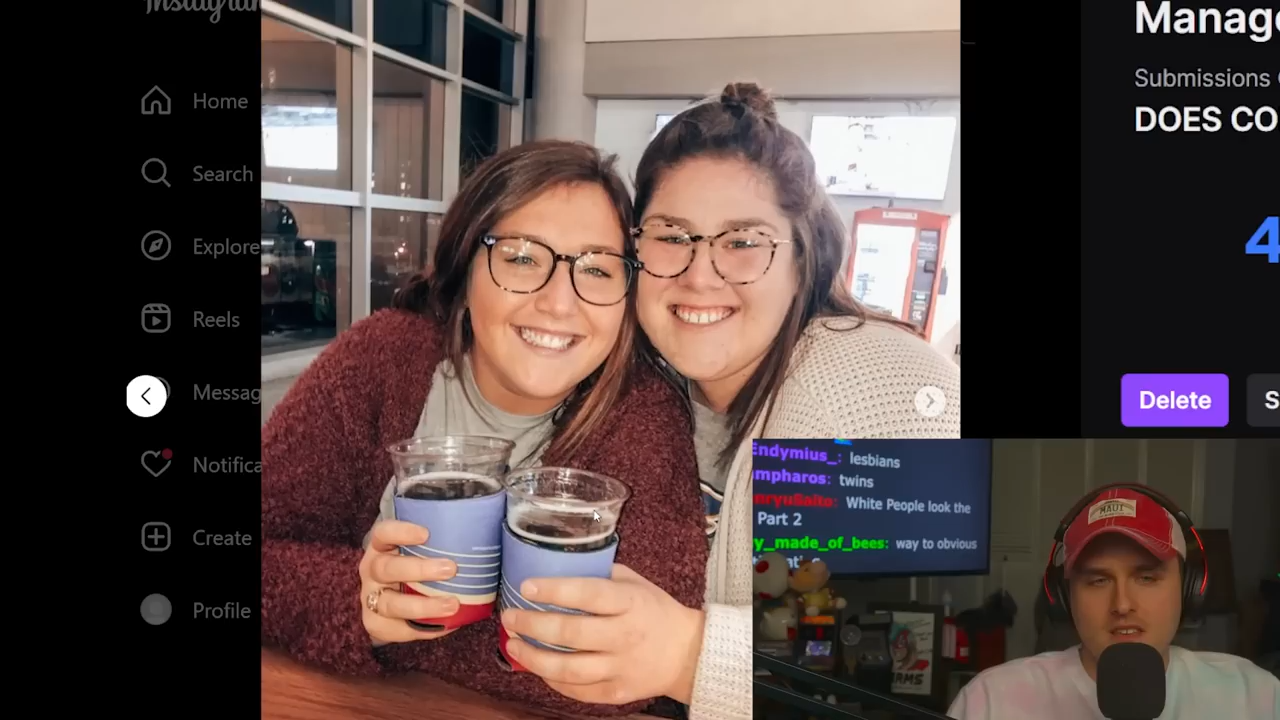 Instagram
Home
Search
Explore
Reels
Messag
Notifica
Create
Profile
Manage
Submissions
DOES CO
4
Delete
S
Endymius_: lesbians
mpharos: twins
White People look the
Part 2
y_made_of_bees: way to obvious
MAUI